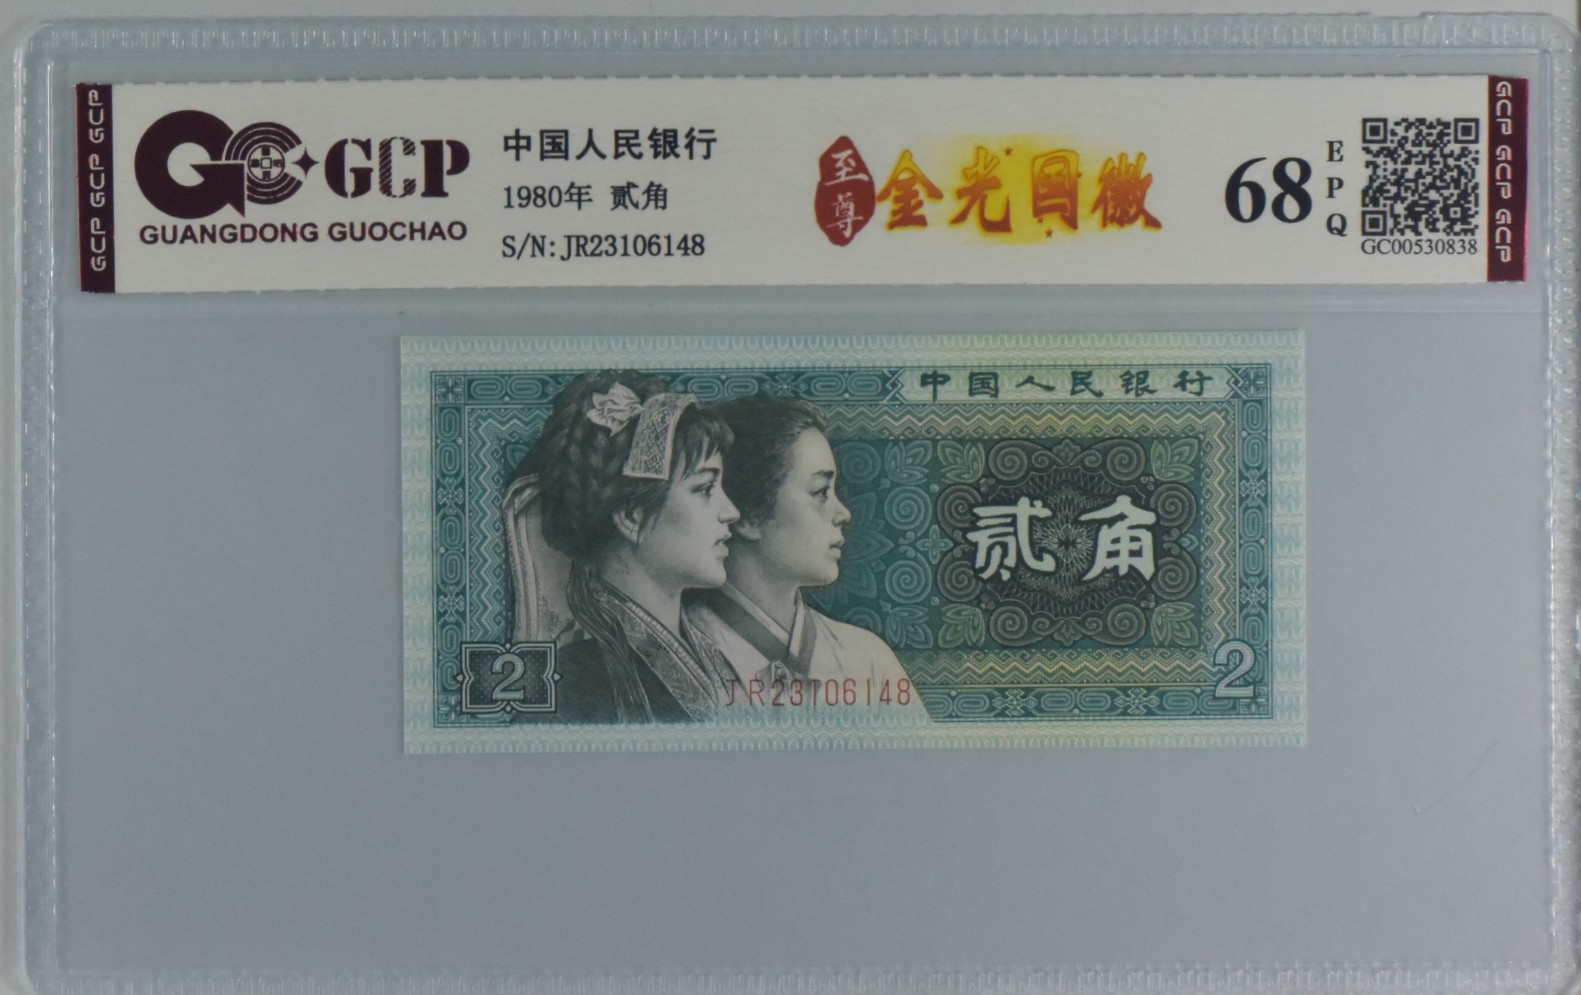 GCP GCP GCP
GCP
GUANGDONG GUOCHAO
中国人民银行
1980年 贰角
S/N:JR23106148
至尊
金光国徽
68
EPQ
GC00530838
GCP GCP GCP
中国人民银行
贰角
2
JR23106148
2